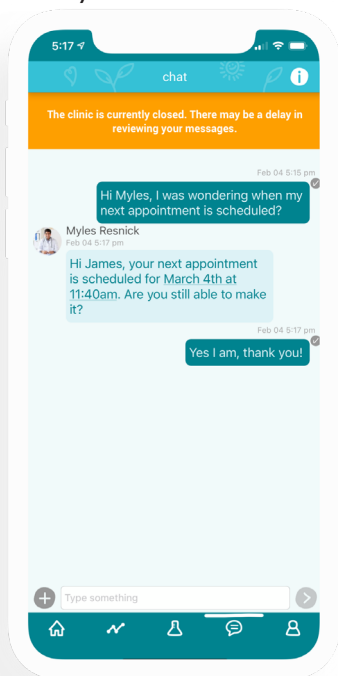 5:17
chat
The clinic is currently closed. There may be a delay in
reviewing your messages.
Feb 04 5:15 pm
Hi Myles, I was wondering when my
next appointment is scheduled?
Myles Resnick
Feb 04 5:17 pm
Hi James, your next appointment
is scheduled for March 4th at
11:40am. Are you still able to make
it?
Feb 04 5:17 pm
Yes I am, thank you!
Type something